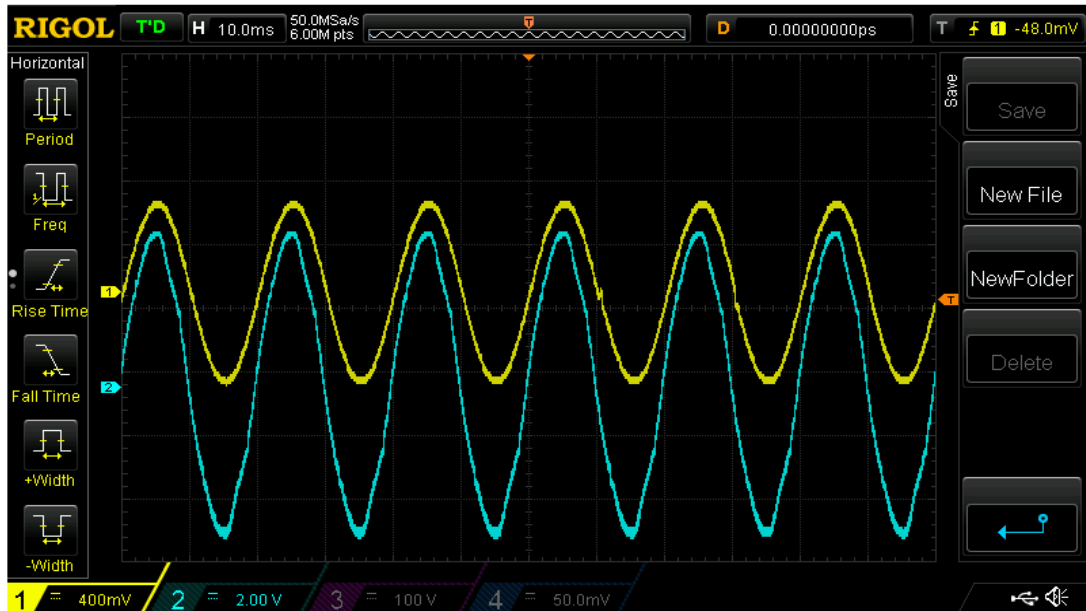 RIGOL T'D H 10.0ms 50.0MSa/s 6.00M pts T D 0.00000000ps T 1 -48.0mV
Horizontal
Period
Freq
Rise Time
Fall Time
+Width
-Width
1
2
T
Save
Save
New File
NewFolder
Delete
1 = 400mV 2 = 2.00 V 3 = 100 V 4 = 50.0mV